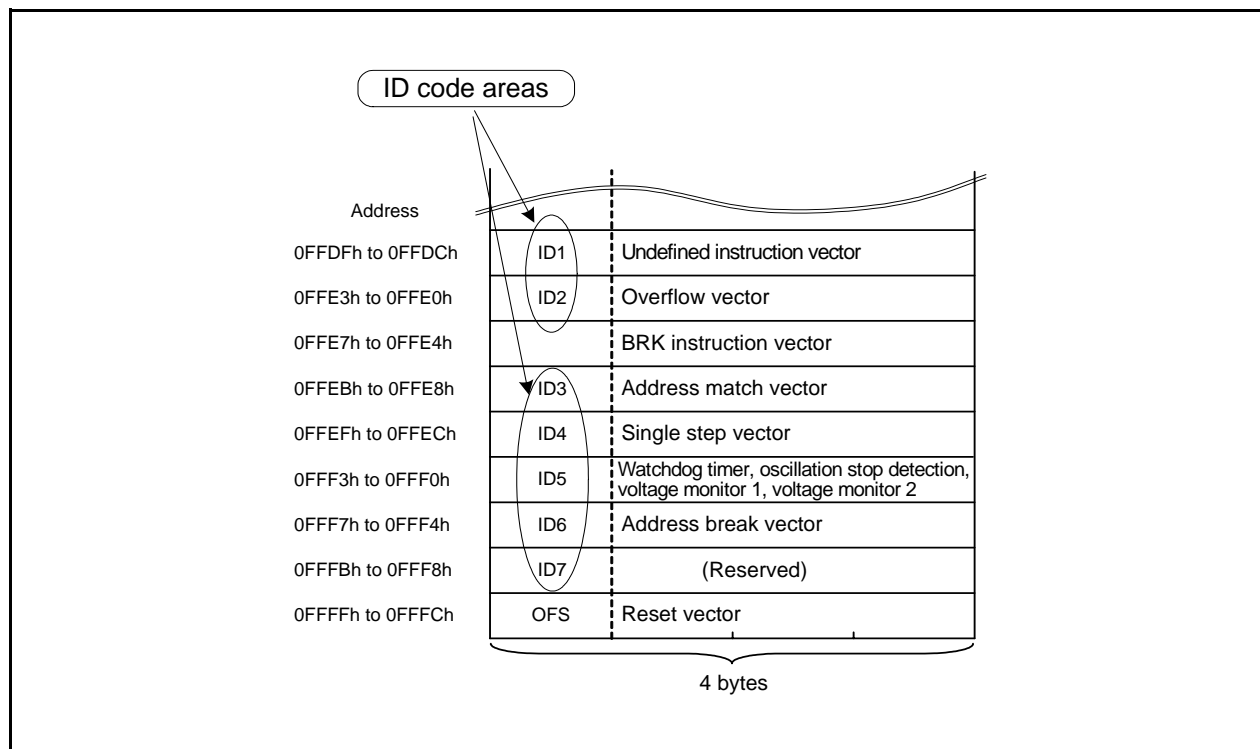 ID code areas
Address
0FFDFh to 0FFDCh ID1 Undefined instruction vector
0FFE3h to 0FFE0h ID2 Overflow vector
0FFE7h to 0FFE4h BRK instruction vector
0FFEBh to 0FFE8h ID3 Address match vector
0FFEFh to 0FFECh ID4 Single step vector
0FFF3h to 0FFF0h ID5 Watchdog timer, oscillation stop detection,
voltage monitor 1, voltage monitor 2
0FFF7h to 0FFF4h ID6 Address break vector
0FFFBh to 0FFF8h ID7 (Reserved)
0FFFFh to 0FFFCh OFS Reset vector
4 bytes